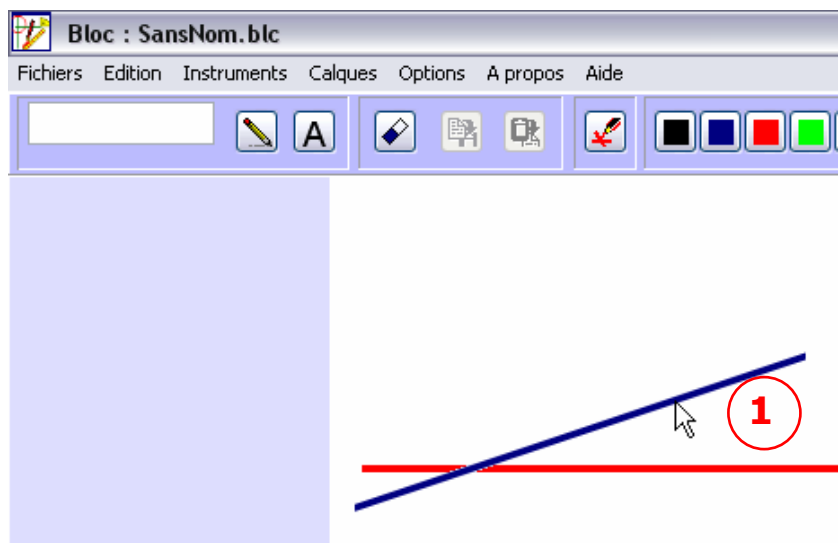 Bloc : SansNom.blc
Fichiers Edition Instruments Calques Options A propos Aide
A
1